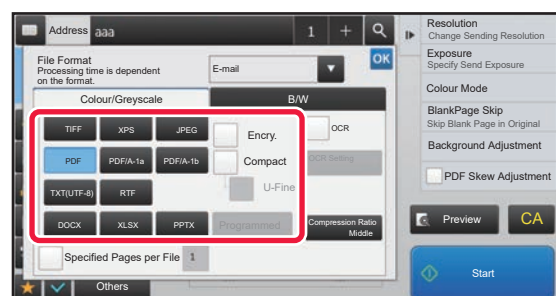 Address aaa
1
+
File Format
Processing time is dependent
on the format.
E-mail
OK
Colour/Greyscale
B/W
TIFF
XPS
JPEG
Encry.
OCR
PDF
PDF/A-1a
PDF/A-1b
Compact
OCR Setting
TXT(UTF-8)
RTF
U-Fine
DOCX
XLSX
PPTX
Programmed
Compression Ratio
Middle
Specified Pages per File
1
Others
Resolution
Change Sending Resolution
Exposure
Specify Send Exposure
Colour Mode
BlankPage Skip
Skip Blank Page in Original
Background Adjustment
PDF Skew Adjustment
Preview
CA
Start